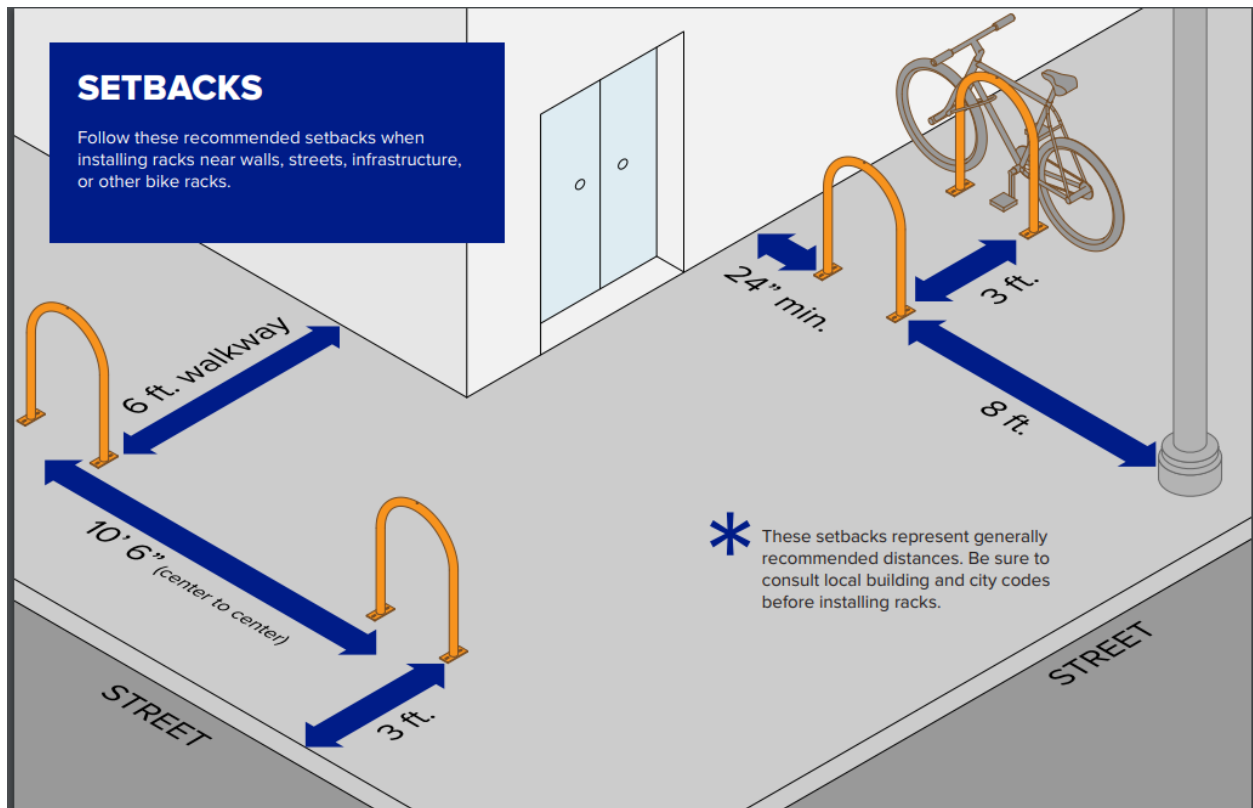 SETBACKS
Follow these recommended setbacks when
installing racks near walls, streets, infrastructure,
or other bike racks.
24” min.
3 ft.
6 ft. walkway
8 ft.
10’ 6” (center to center)
* These setbacks represent generally
recommended distances. Be sure to
consult local building and city codes
before installing racks.
STREET
STREET
3 ft.